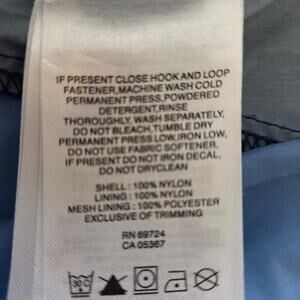 IF PRESENT CLOSE HOOK AND LOOP
FASTENER,MACHINE WASH COLD
PERMANENT PRESS,POWDERED
DETERGENT,RINSE
THOROUGHLY, WASH SEPARATELY,
DO NOT BLEACH,TUMBLE DRY
PERMANENT PRESS LOW,IRON LOW,
DO NOT USE FABRIC SOFTENER,
IF PRESENT DO NOT IRON DECAL,
DO NOT DRYCLEAN
SHELL : 100% NYLON
LINING : 100% NYLON
MESH LINING : 100% POLYESTER
EXCLUSIVE OF TRIMMING
RN 69724
CA 05367
30°C